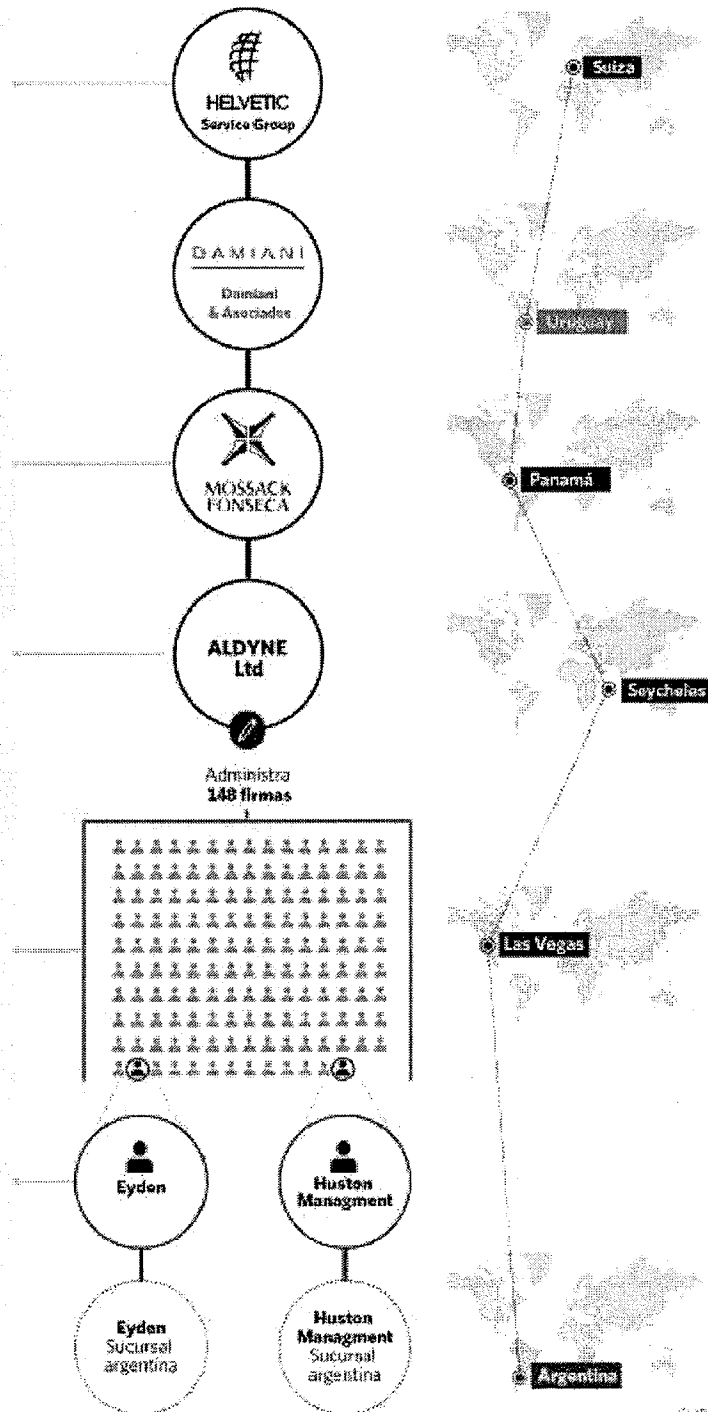 HELVETIC
Service Group
Suiza
DAMIANI
Damiani
& Asociados
Uruguay
MOSSACK
FONSECA
Panamá
ALDYNE
Ltd
Seycheles
Administra
148 firmas
Las Vegas
Eyden
Huston
Managment
Eyden
Sucursal
argentina
Huston
Managment
Sucursal
argentina
Argentina